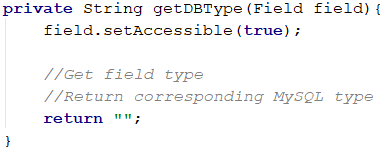 private String getDBType(Field field){
    field.setAccessible(true);

    //Get field type
    //Return corresponding MySQL type
    return "";
}